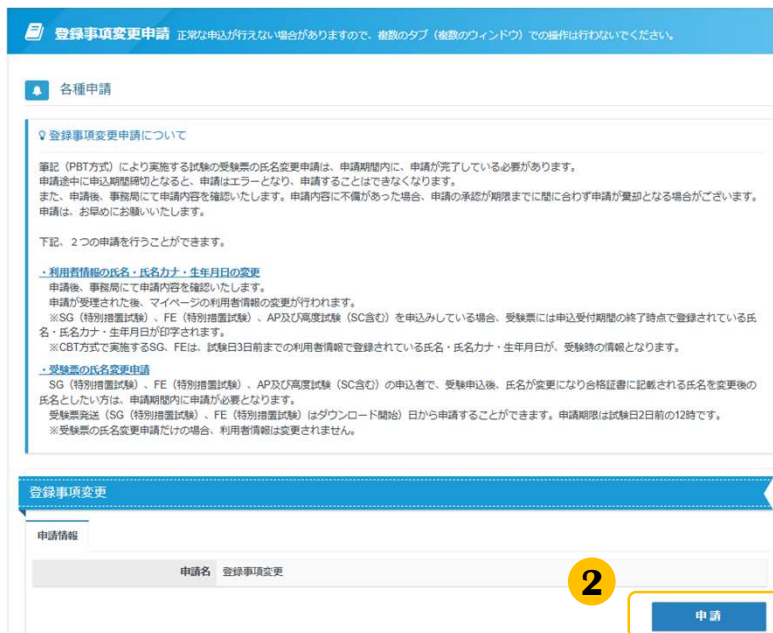 登録事項変更申請 正常な申込が行えない場合がありますので、複数のタブ（複数のウィンドウ）での操作は行わないでください。
各種申請
登録事項変更申請について
筆記（PBT方式）により実施する試験の受験票の氏名変更申請は、申請期間内に、申請が完了している必要があります。
申請途中に申込期間締切となると、申請はエラーとなり、申請することはできなくなります。
また、申請後、事務局にて申請内容を確認いたします。申請内容に不備があった場合、申請の承認が期限までに間に合わず申請が棄却となる場合がございます。
申請は、お早めにお願いいたします。
下記、２つの申請を行うことができます。
・利用者情報の氏名・氏名カナ・生年月日の変更
申請後、事務局にて申請内容を確認いたします。
申請が受理された後、マイページの利用者情報の変更が行われます。
※SG（特別措置試験）、FE（特別措置試験）、AP及び高度試験（SC含む）を申込みしている場合、受験票には申込受付期間の終了時点で登録されている氏
名・氏名カナ・生年月日が印字されます。
※CBT方式で実施するSG、FEは、試験日3日前までの利用者情報で登録されている氏名・氏名カナ・生年月日が、受験時の情報となります。
・受験票の氏名変更申請
SG（特別措置試験）、FE（特別措置試験）、AP及び高度試験（SC含む）の申込者で、受験申込後、氏名が変更になり合格証書に記載される氏名を変更後の
氏名としたい方は、申請期間内に申請が必要となります。
受験票発送（SG（特別措置試験）、FE（特別措置試験）はダウンロード開始）日から申請することができます。申請期限は試験日2日前の12時です。
※受験票の氏名変更申請だけの場合、利用者情報は変更されません。
登録事項変更
申請情報
申請名 登録事項変更
2
申請